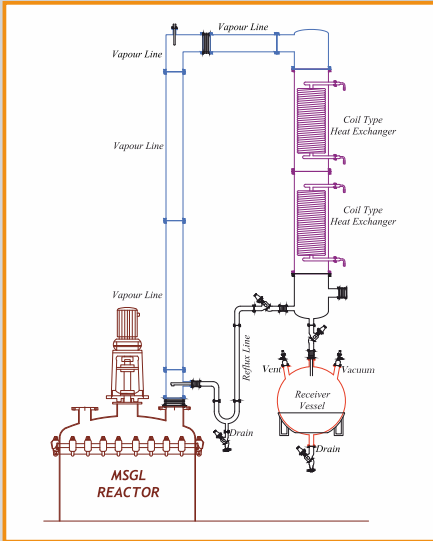 Vapour Line
Vapour Line
Vapour Line
Coil Type
Heat Exchanger
Coil Type
Heat Exchanger
Vapour Line
Reflux Line
Vent
Vacuum
Receiver
Vessel
Drain
Drain
MSGL
REACTOR